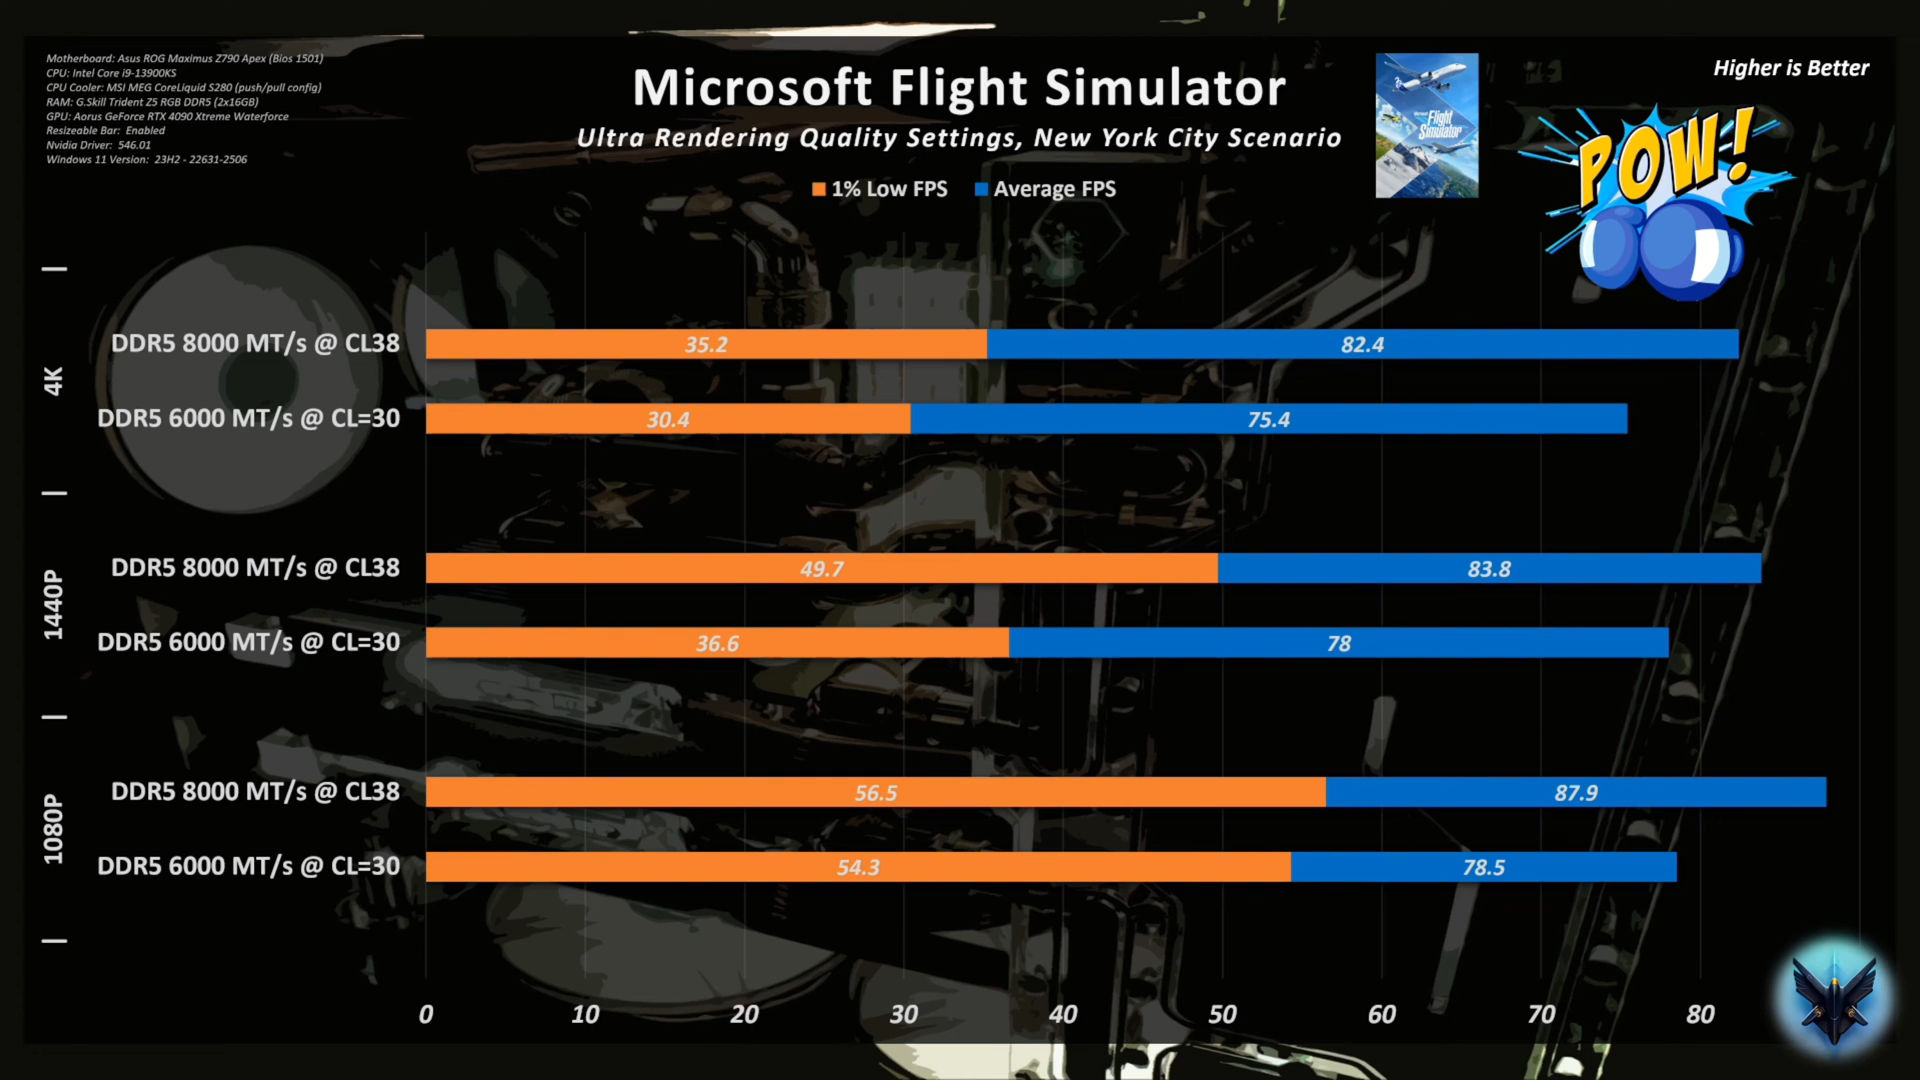 Motherboard: Asus ROG Maximus Z790 Apex (Bios 1501)
CPU: Intel Core i9-13900KS
CPU Cooler: MSI MEG CoreLiquid S280 (push/pull config)
RAM: G.Skill Trident Z5 RGB DDR5 (2x16GB)
GPU: Aorus GeForce RTX 4090 Xtreme Waterforce
Resizeable Bar: Enabled
Nvidia Driver: 546.01
Windows 11 Version: 23H2 - 22631-2506
Microsoft Flight Simulator
Ultra Rendering Quality Settings, New York City Scenario
1% Low FPS
Average FPS
Flight
Simulator
Higher is Better
POW!
4K
DDR5 8000 MT/s @ CL38
35.2
82.4
DDR5 6000 MT/s @ CL=30
30.4
75.4
1440P
DDR5 8000 MT/s @ CL38
49.7
83.8
DDR5 6000 MT/s @ CL=30
36.6
78
1080P
DDR5 8000 MT/s @ CL38
56.5
87.9
DDR5 6000 MT/s @ CL=30
54.3
78.5
0 10 20 30 40 50 60 70 80